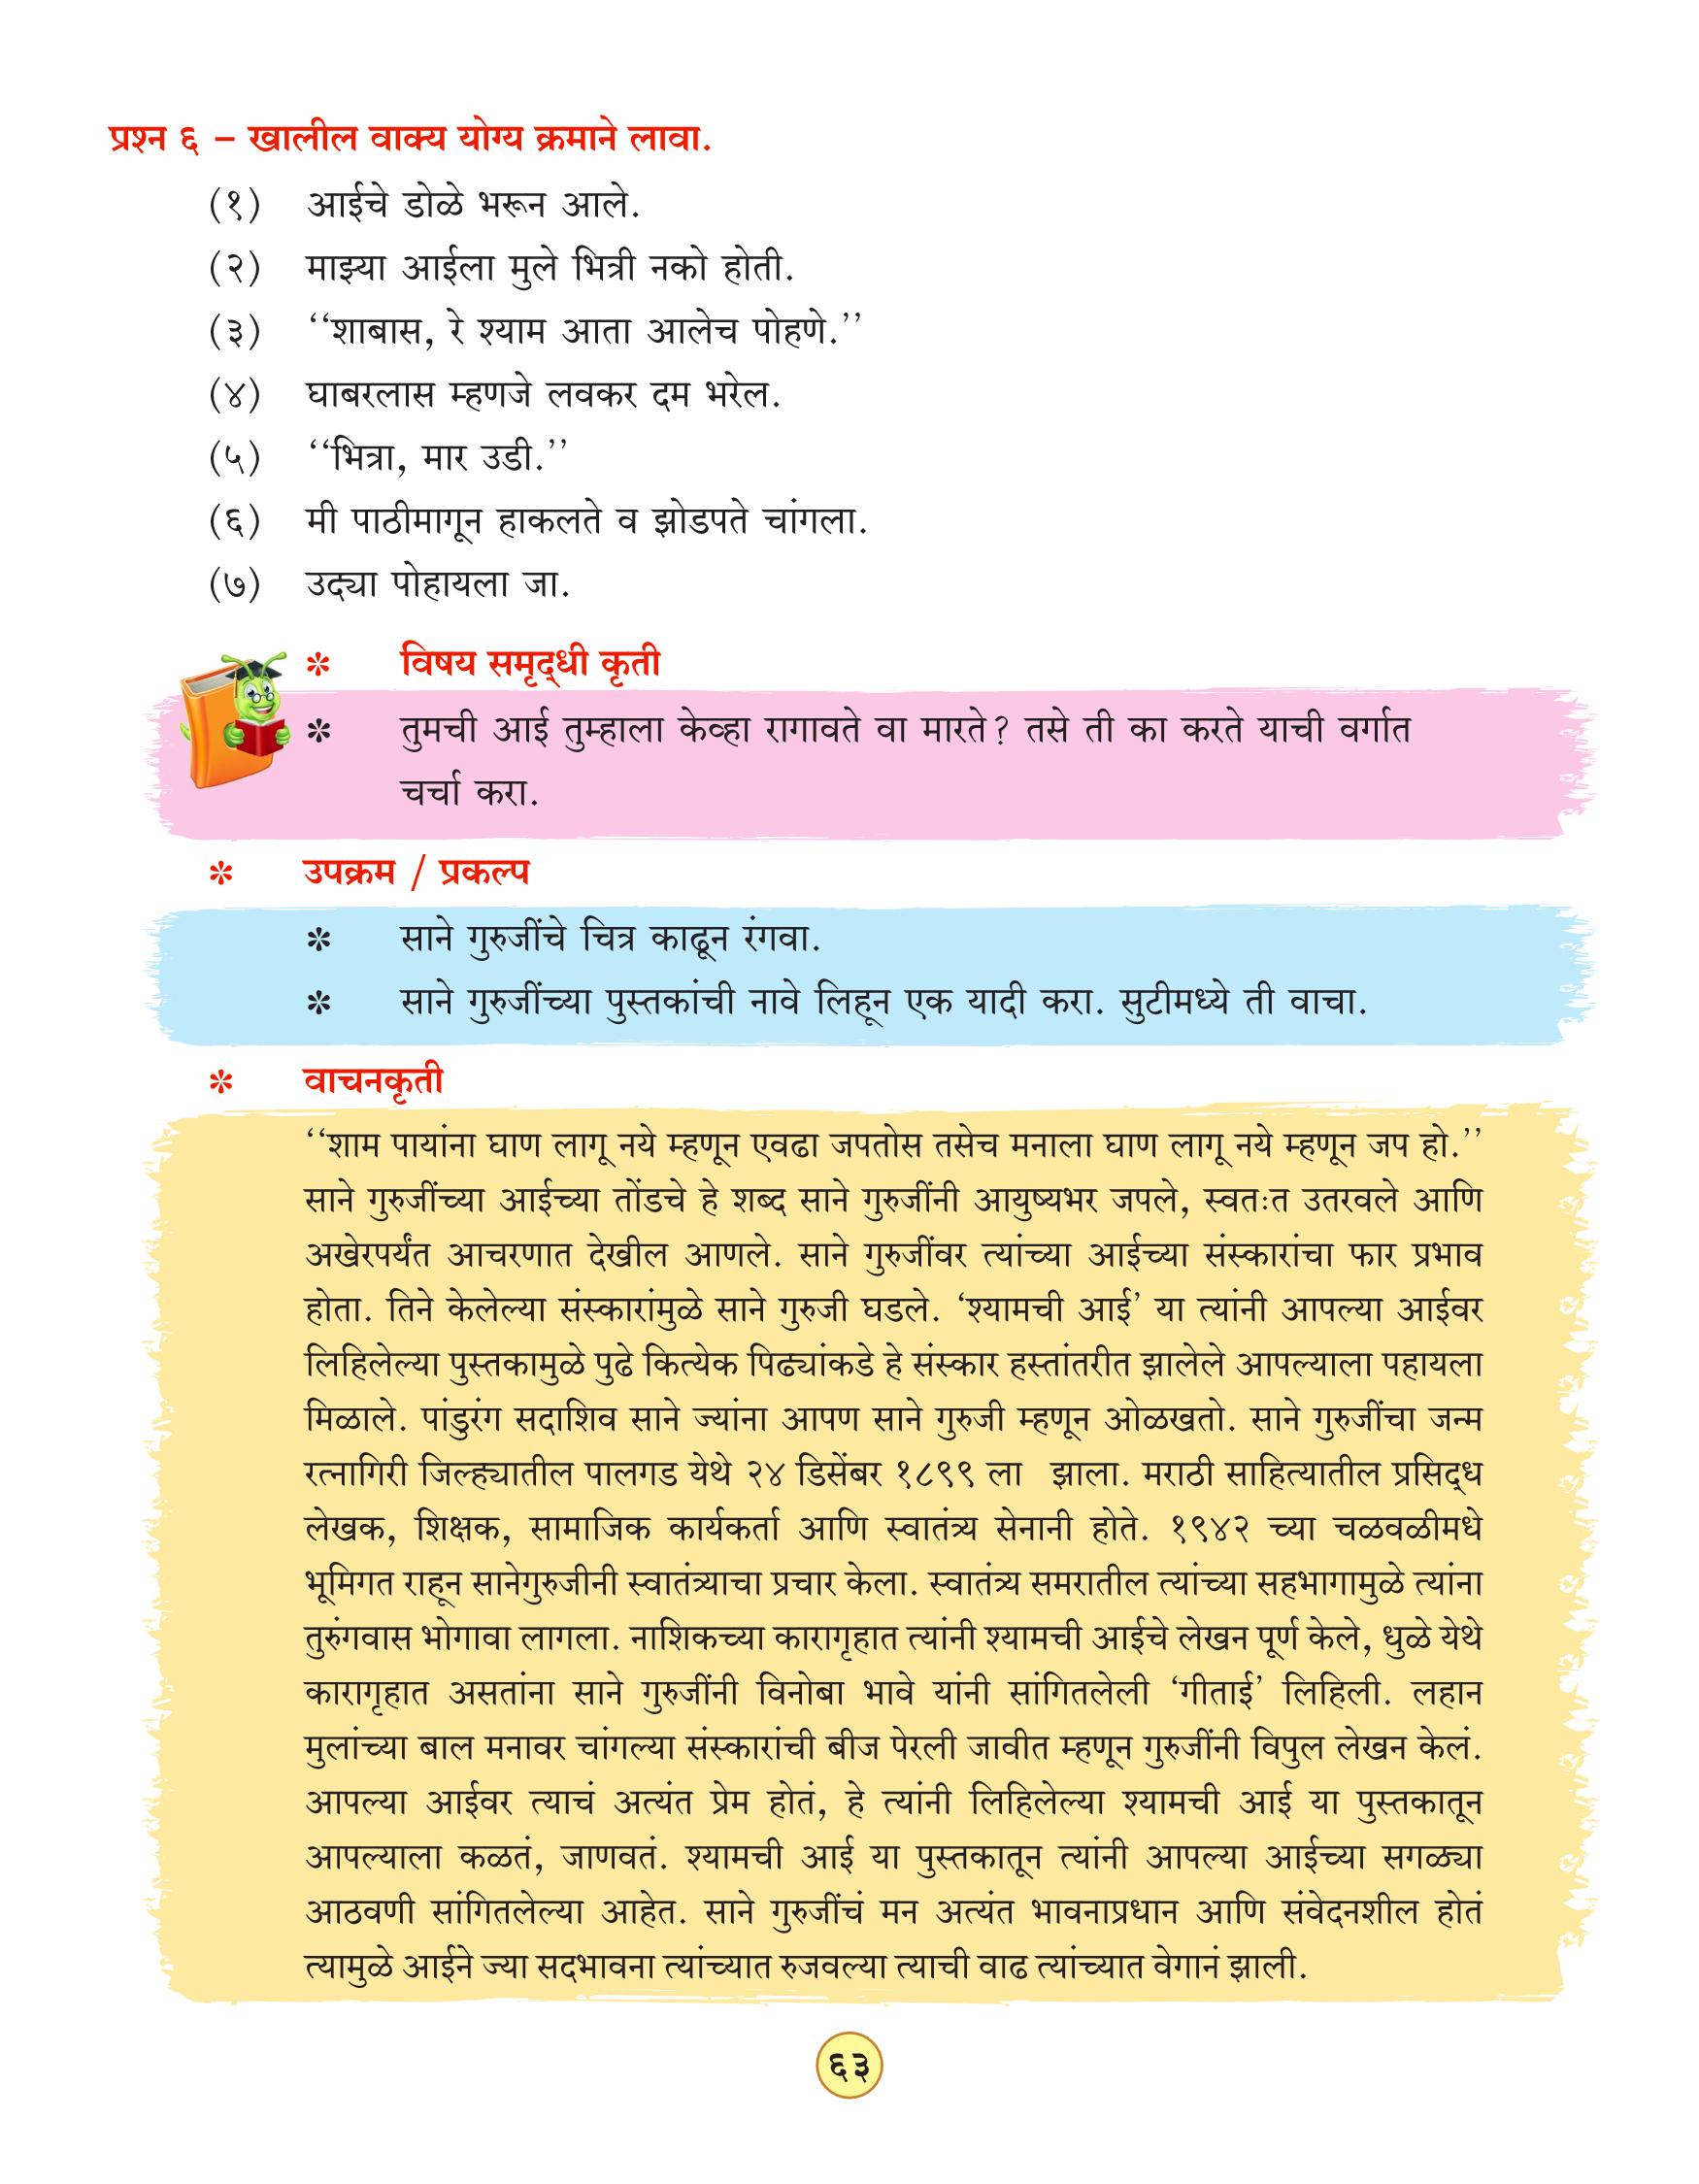 प्रश्न ६ – खालील वाक्य योग्य क्रमाने लावा.
(१) आईचे डोळे भरून आले.
(२) माझ्या आईला मुले भित्री नको होती.
(३) ‘‘शाबास, रे श्याम आता आलेच पोहणे.’’
(४) घाबरलास म्हणजे लवकर दम भरेल.
(५) ‘‘भित्रा, मार उडी.’’
(६) मी पाठीमागून हाकलते व झोडपते चांगला.
(७) उद्या पोहायला जा.
* विषय समृद्धी कृती
* तुमची आई तुम्हाला केव्हा रागावते वा मारते? तसे ती का करते याची वर्गात
चर्चा करा.
* उपक्रम / प्रकल्प
* साने गुरुजींचे चित्र काढून रंगवा.
* साने गुरुजींच्या पुस्तकांची नावे लिहून एक यादी करा. सुटीमध्ये ती वाचा.
* वाचनकृती
‘‘शाम पायांना घाण लागू नये म्हणून एवढा जपतोस तसेच मनाला घाण लागू नये म्हणून जप हो.’’
साने गुरुजींच्या आईच्या तोंडचे हे शब्द साने गुरुजींनी आयुष्यभर जपले, स्वतःत उतरवले आणि
अखेरपर्यंत आचरणात देखील आणले. साने गुरुजींवर त्यांच्या आईच्या संस्कारांचा फार प्रभाव
होता. तिने केलेल्या संस्कारांमुळे साने गुरुजी घडले. ‘श्यामची आई’ या त्यांनी आपल्या आईवर
लिहिलेल्या पुस्तकामुळे पुढे कित्येक पिढ्यांकडे हे संस्कार हस्तांतरीत झालेले आपल्याला पहायला
मिळाले. पांडुरंग सदाशिव साने ज्यांना आपण साने गुरुजी म्हणून ओळखतो. साने गुरुजींचा जन्म
रत्नागिरी जिल्ह्यातील पालगड येथे २४ डिसेंबर १८९९ ला झाला. मराठी साहित्यातील प्रसिद्ध
लेखक, शिक्षक, सामाजिक कार्यकर्ता आणि स्वातंत्र्य सेनानी होते. १९४२ च्या चळवळीमधे
भूमिगत राहून सानेगुरुजीनी स्वातंत्र्याचा प्रचार केला. स्वातंत्र्य समरातील त्यांच्या सहभागामुळे त्यांना
तुरुंगवास भोगावा लागला. नाशिकच्या कारागृहात त्यांनी श्यामची आईचे लेखन पूर्ण केले, धुळे येथे
कारागृहात असतांना साने गुरुजींनी विनोबा भावे यांनी सांगितलेली ‘गीताई’ लिहिली. लहान
मुलांच्या बाल मनावर चांगल्या संस्कारांची बीज पेरली जावीत म्हणून गुरुजींनी विपुल लेखन केलं.
आपल्या आईवर त्याचं अत्यंत प्रेम होतं, हे त्यांनी लिहिलेल्या श्यामची आई या पुस्तकातून
आपल्याला कळतं, जाणवतं. श्यामची आई या पुस्तकातून त्यांनी आपल्या आईच्या सगळ्या
आठवणी सांगितलेल्या आहेत. साने गुरुजींचं मन अत्यंत भावनाप्रधान आणि संवेदनशील होतं
त्यामुळे आईने ज्या सदभावना त्यांच्यात रुजवल्या त्याची वाढ त्यांच्यात वेगानं झाली.
६३